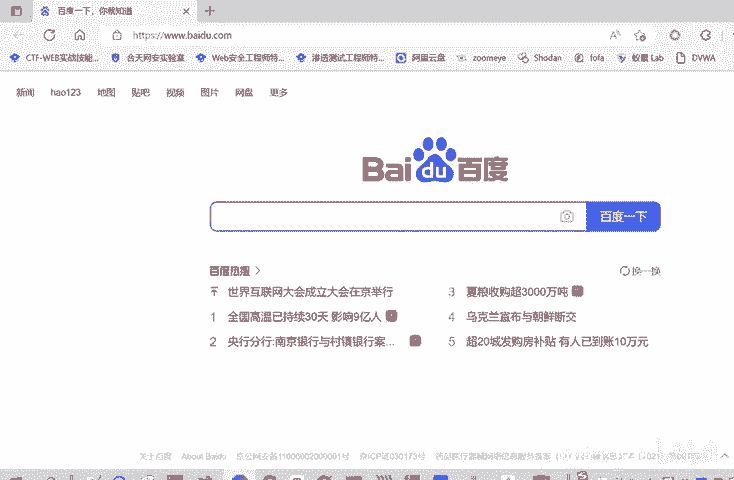 百度一下，你就知道
https://www.baidu.com
CTF-WEB实战技能... 合天网安实验室 Web安全工程师特... 渗透测试工程师特... 阿里云盘 zoomeye Shodan fofa 蚁景 Lab DVWA
新闻 hao123 地图 贴吧 视频 图片 网盘 更多
Bai du 百度
百度一下
百度热搜 > 换一换
世界互联网大会成立大会在京举行
1 全国高温已持续30天 影响9亿人
2 央行分行:南京银行与村镇银行案...
3 夏粮收购超3000万吨
4 乌克兰宣布与朝鲜断交
5 超20城发购房补贴 有人已到账10万元
关于百度 About Baidu 京公网安备11000002000001号 京ICP证030173号